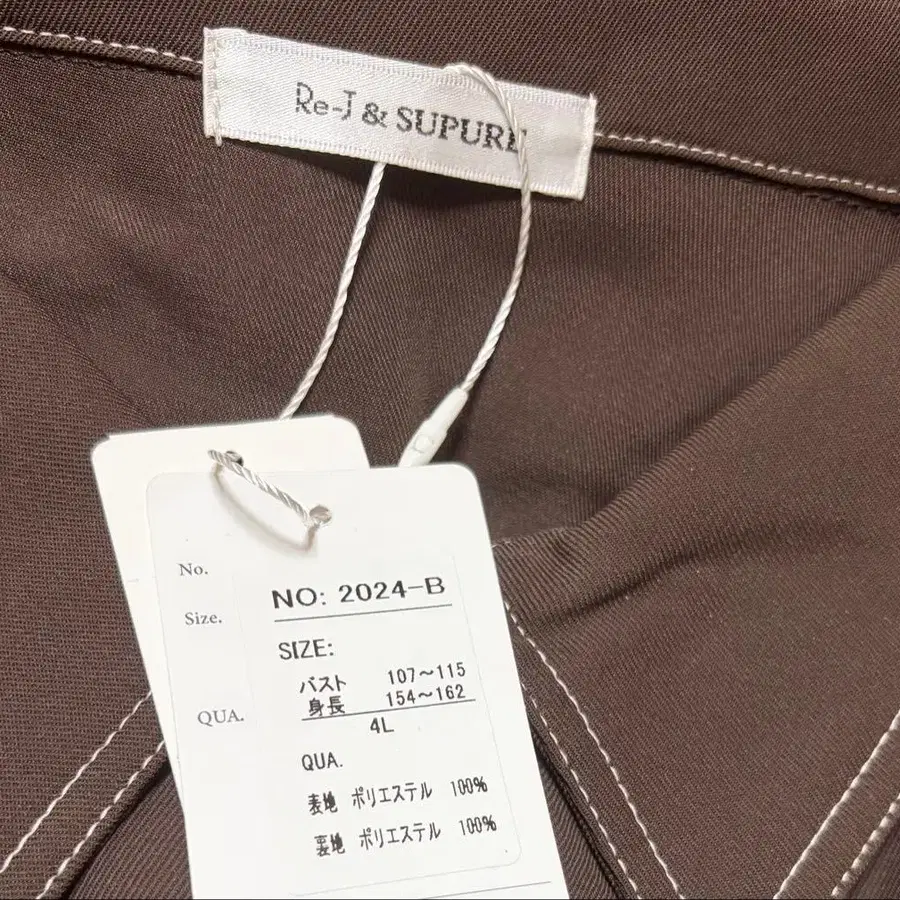 Re-J & SUPURE
No.
NO: 2024-B
Size.
SIZE:
バスト 107～115
身長 154～162
4L
QUA.
QUA.
表地 ポリエステル 100%
裏地 ポリエステル 100%